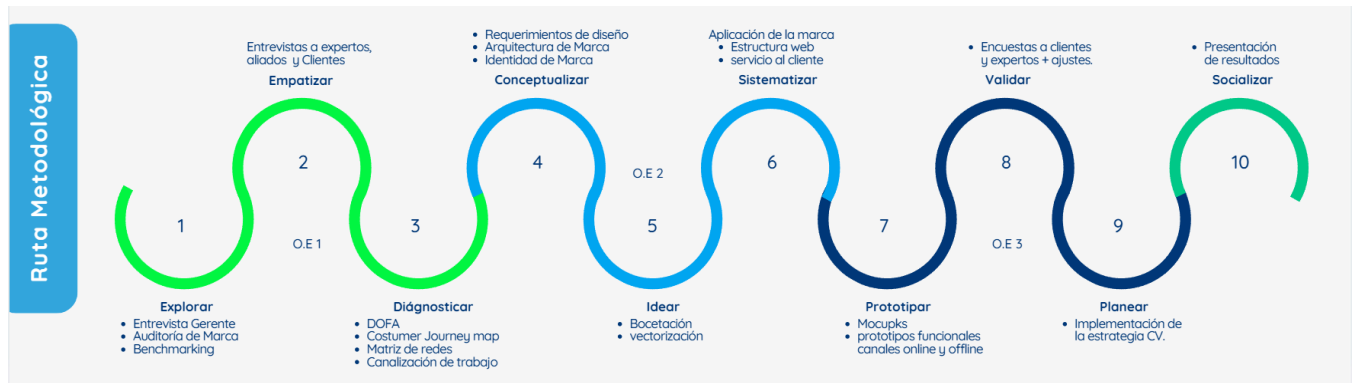 Ruta Metodológica
Entrevistas a expertos,
aliados y Clientes
Empatizar
• Requerimientos de diseño
• Arquitectura de Marca
• Identidad de Marca
Conceptualizar
Aplicación de la marca
• Estructura web
• servicio al cliente
Sistematizar
• Encuestas a clientes
y expertos + ajustes.
Validar
• Presentación
de resultados
Socializar
1
2
3
4
5
6
7
8
9
10
O.E 1
O.E 2
O.E 3
Explorar
• Entrevista Gerente
• Auditoría de Marca
• Benchmarking
Diágnosticar
• DOFA
• Costumer Journey map
• Matriz de redes
• Canalización de trabajo
Idear
• Bocetación
• vectorización
Prototipar
• Mocupks
• prototipos funcionales
canales online y offline
Planear
• Implementación de
la estrategia CV.